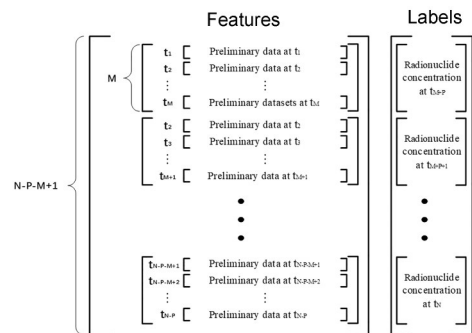 Features Labels
t1 Preliminary data at t1
t2 Preliminary data at t2
⋮ ⋮
M
tM Preliminary datasets at tM
Radionuclide
concentration
at tM-P
t2 Preliminary data at t2
t3 Preliminary data at t3
⋮ ⋮
tM+1 Preliminary data at tM+1
Radionuclide
concentration
at tM-P+1
N-P-M+1
tN-P-M+1 Preliminary data at tN-P-M+1
tN-P-M+2 Preliminary data at tN-P-M+2
⋮ ⋮
tN-P Preliminary data at tN-P
Radionuclide
concentration
at tN